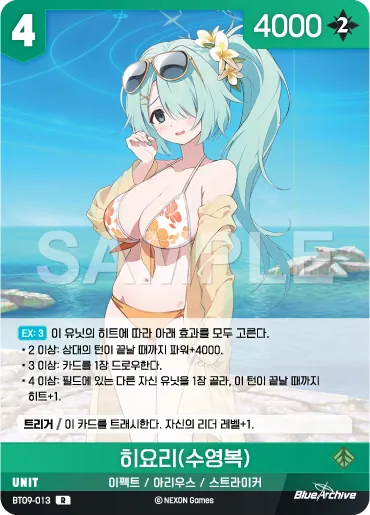 4
4000 2
SAMPLE
EX: 3 이 유닛의 히트에 따라 아래 효과를 모두 고른다.
• 2 이상: 상대의 턴이 끝날 때까지 파워+4000.
• 3 이상: 카드를 1장 드로우한다.
• 4 이상: 필드에 있는 다른 자신 유닛을 1장 골라, 이 턴이 끝날 때까지
히트+1.
트리거 / 이 카드를 트래시한다. 자신의 리더 레벨+1.
히요리(수영복)
UNIT 이팩트 / 아리우스 / 스트라이커
BT09-013 R ⓒ NEXON Games BlueArchive